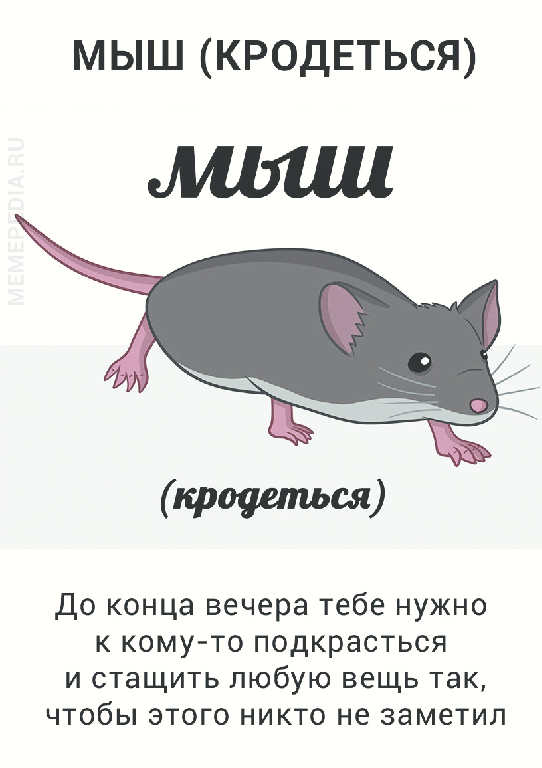 МЫШ (КРОДЕТЬСЯ)
MEMEPEDIA.RU
мыш
(кродеться)
До конца вечера тебе нужно
к кому-то подкрасться
и стащить любую вещь так,
чтобы этого никто не заметил